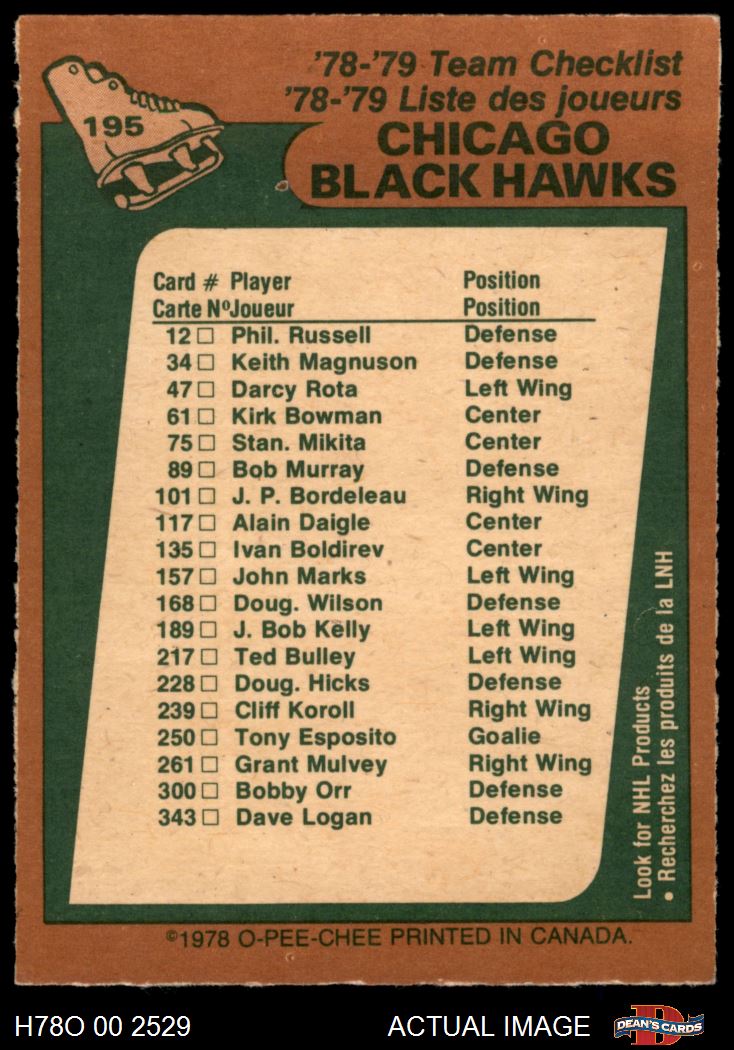 195
'78-'79 Team Checklist
'78-'79 Liste des joueurs
CHICAGO
BLACK HAWKS
Card # Player Position
Carte Nº Joueur Position
12 □ Phil. Russell Defense
34 □ Keith Magnuson Defense
47 □ Darcy Rota Left Wing
61 □ Kirk Bowman Center
75 □ Stan. Mikita Center
89 □ Bob Murray Defense
101 □ J. P. Bordeleau Right Wing
117 □ Alain Daigle Center
135 □ Ivan Boldirev Center
157 □ John Marks Left Wing
168 □ Doug. Wilson Defense
189 □ J. Bob Kelly Left Wing
217 □ Ted Bulley Left Wing
228 □ Doug. Hicks Defense
239 □ Cliff Koroll Right Wing
250 □ Tony Esposito Goalie
261 □ Grant Mulvey Right Wing
300 □ Bobby Orr Defense
343 □ Dave Logan Defense
Look for NHL Products
• Recherchez les produits de la LNH
©1978 O-PEE-CHEE PRINTED IN CANADA.
H78O 00 2529 ACTUAL IMAGE
D
DEAN'S CARDS